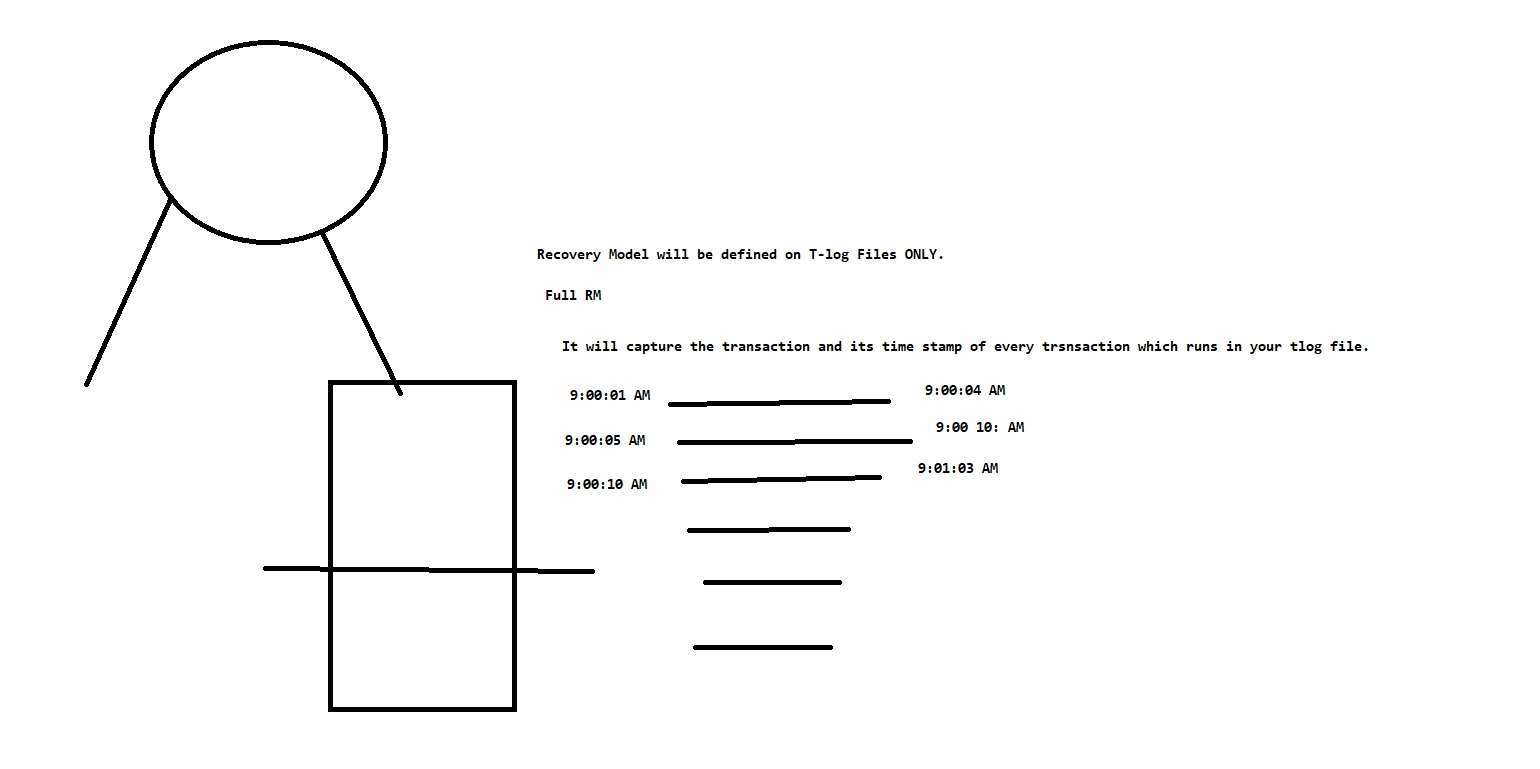 Recovery Model will be defined on T-log Files ONLY.
Full RM
It will capture the transaction and its time stamp of every trsnsaction which runs in your tlog file.
9:00:01 AM 9:00:04 AM
9:00:05 AM 9:00 10: AM
9:00:10 AM 9:01:03 AM